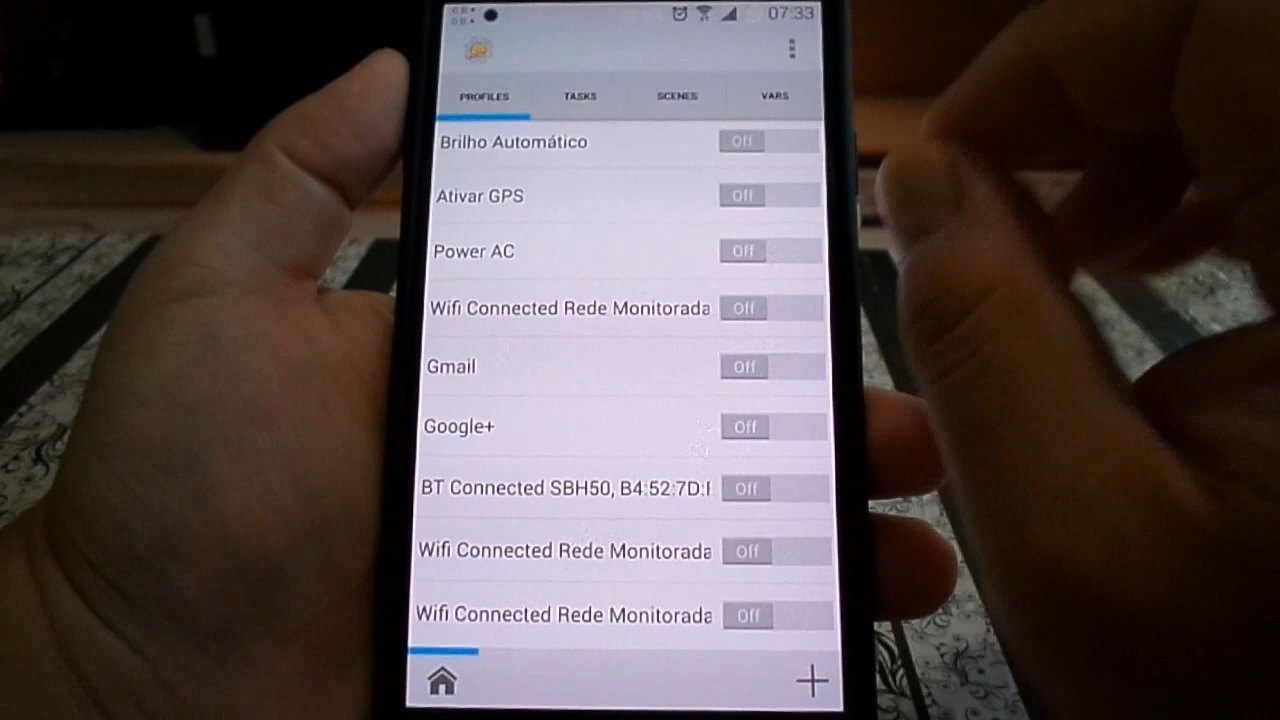 07:33
PROFILES TASKS SCENES VARS
Brilho Automático Off
Ativar GPS Off
Power AC Off
Wifi Connected Rede Monitorada Off
Gmail Off
Google+ Off
BT Connected SBH50, B4:52:7D: Off
Wifi Connected Rede Monitorada Off
Wifi Connected Rede Monitorada Off